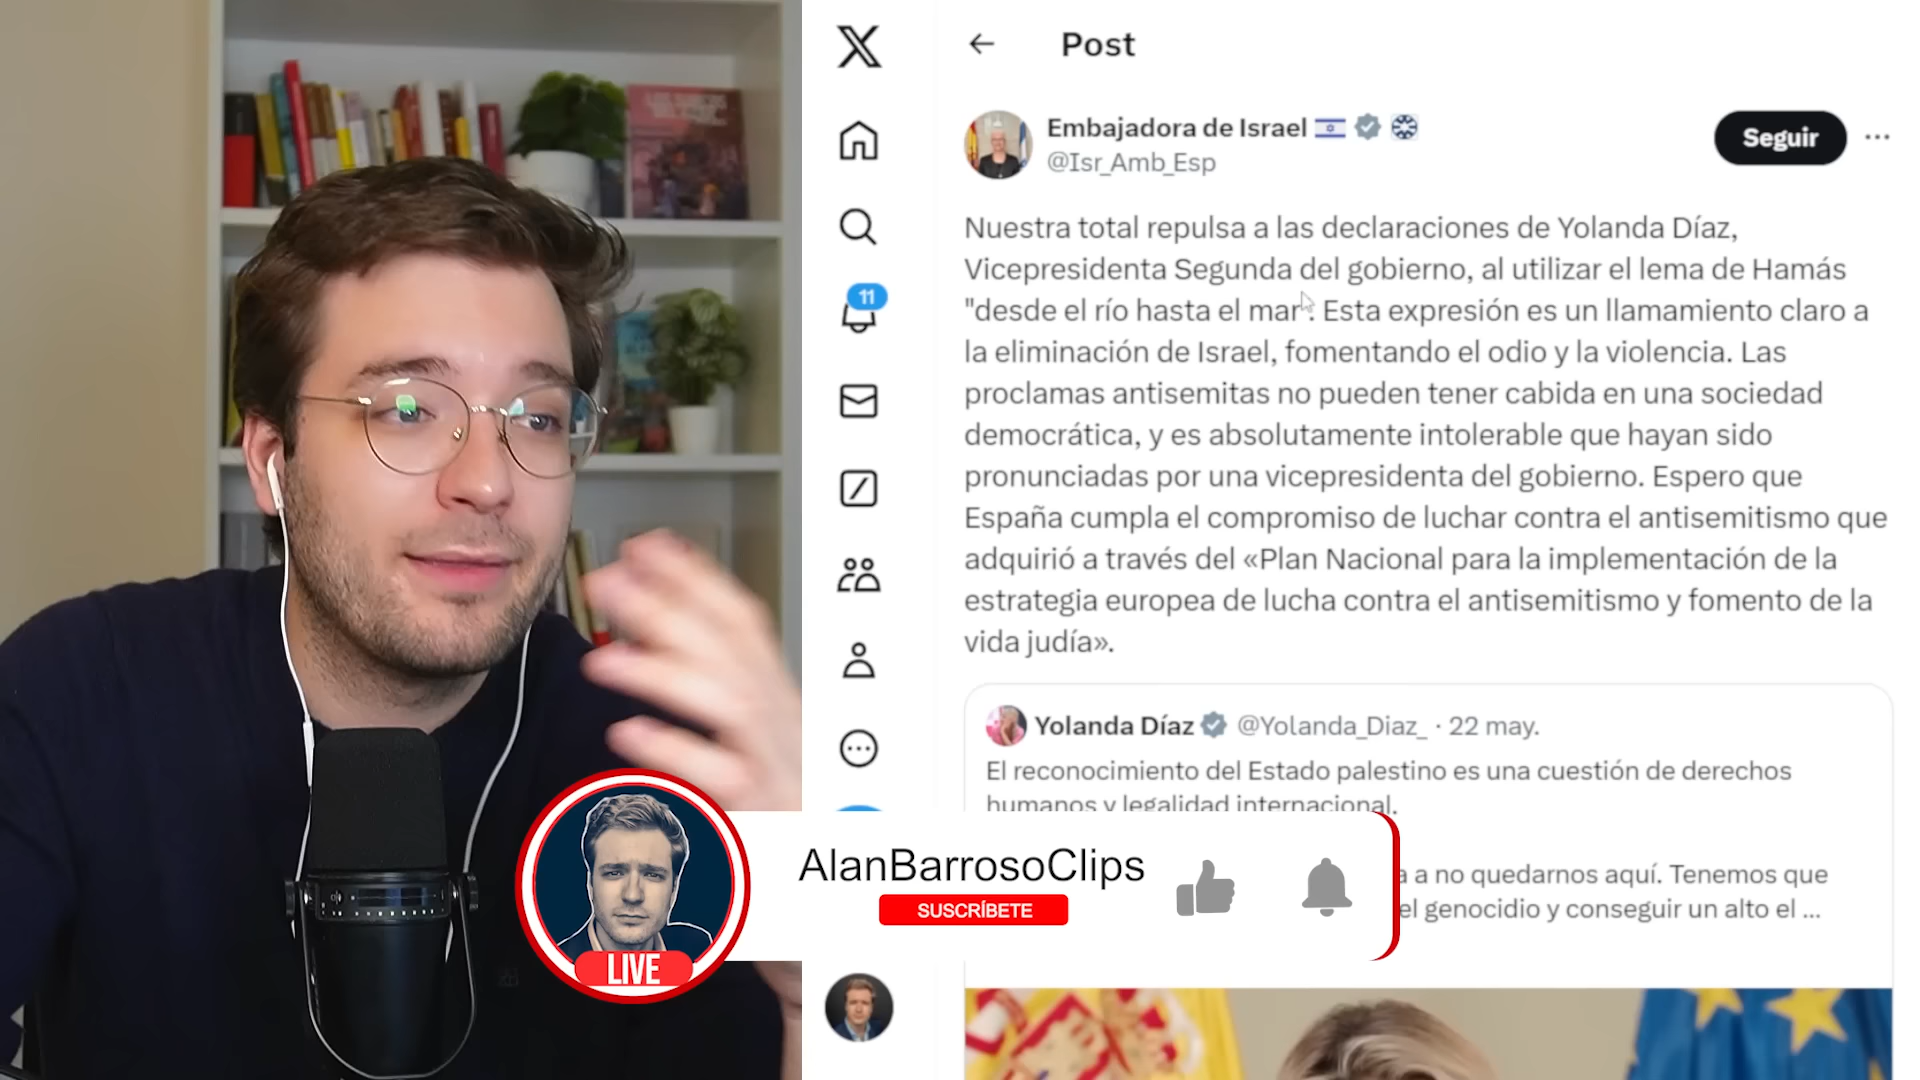 Post
Embajadora de Israel
@Isr_Amb_Esp
Seguir
11
Nuestra total repulsa a las declaraciones de Yolanda Díaz,
Vicepresidenta Segunda del gobierno, al utilizar el lema de Hamás
"desde el río hasta el mar". Esta expresión es un llamamiento claro a
la eliminación de Israel, fomentando el odio y la violencia. Las
proclamas antisemitas no pueden tener cabida en una sociedad
democrática, y es absolutamente intolerable que hayan sido
pronunciadas por una vicepresidenta del gobierno. Espero que
España cumpla el compromiso de luchar contra el antisemitismo que
adquirió a través del «Plan Nacional para la implementación de la
estrategia europea de lucha contra el antisemitismo y fomento de la
vida judía».
Yolanda Díaz @Yolanda_Diaz_ · 22 may.
El reconocimiento del Estado palestino es una cuestión de derechos
humanos y legalidad internacional.
a no quedarnos aquí. Tenemos que
el genocidio y conseguir un alto el ...
AlanBarrosoClips
SUSCRÍBETE
LIVE